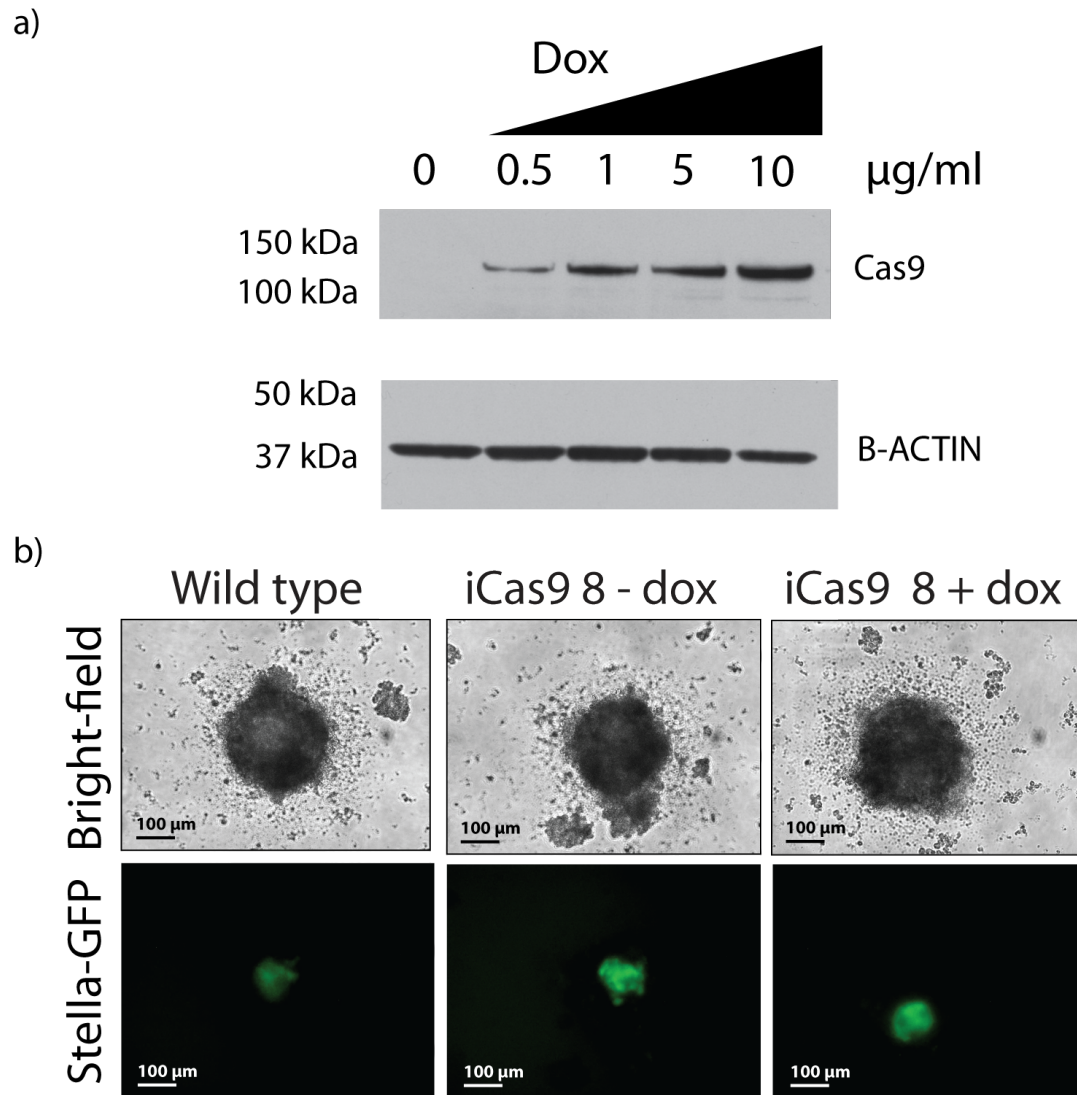 a)
Dox
0 0.5 1 5 10 µg/ml
150 kDa
100 kDa
Cas9
50 kDa
37 kDa
B-ACTIN
b)
Wild type iCas9 8 - dox iCas9 8 + dox
Bright-field
100 µm 100 µm 100 µm
Stella-GFP
100 µm 100 µm 100 µm